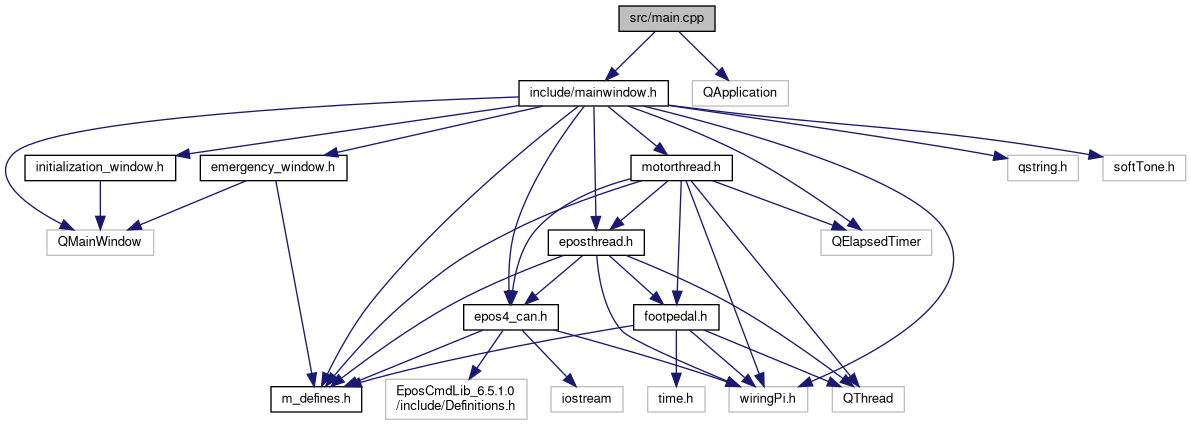 src/main.cpp
include/mainwindow.h
QApplication
initialization_window.h
emergency_window.h
motorthread.h
qstring.h
softTone.h
QMainWindow
eposthread.h
QElapsedTimer
epos4_can.h
footpedal.h
m_defines.h
EposCmdLib_6.5.1.0
/include/Definitions.h
iostream
time.h
wiringPi.h
QThread